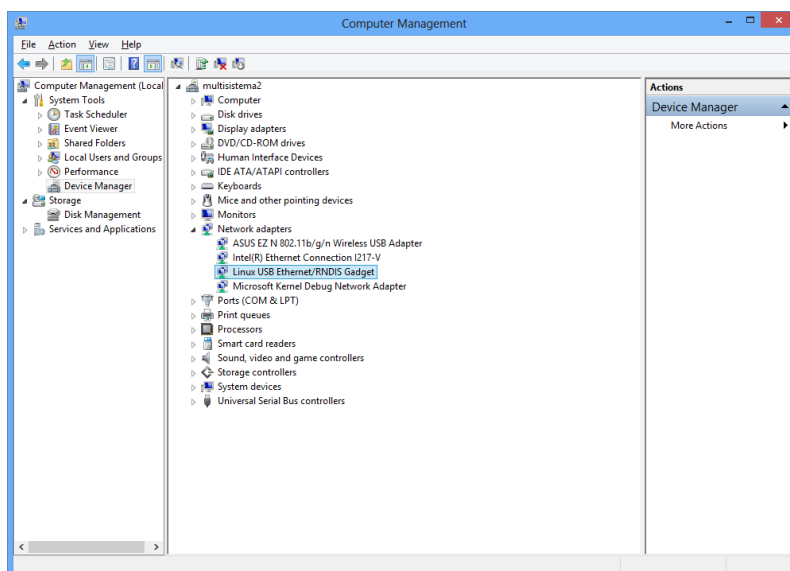 Computer Management
File Action View Help
Computer Management (Local
System Tools
Task Scheduler
Event Viewer
Shared Folders
Local Users and Groups
Performance
Device Manager
Storage
Disk Management
Services and Applications
multisistema2
Computer
Disk drives
Display adapters
DVD/CD-ROM drives
Human Interface Devices
IDE ATA/ATAPI controllers
Keyboards
Mice and other pointing devices
Monitors
Network adapters
ASUS EZ N 802.11b/g/n Wireless USB Adapter
Intel(R) Ethernet Connection I217-V
Linux USB Ethernet/RNDIS Gadget
Microsoft Kernel Debug Network Adapter
Ports (COM & LPT)
Print queues
Processors
Smart card readers
Sound, video and game controllers
Storage controllers
System devices
Universal Serial Bus controllers
Actions
Device Manager
More Actions